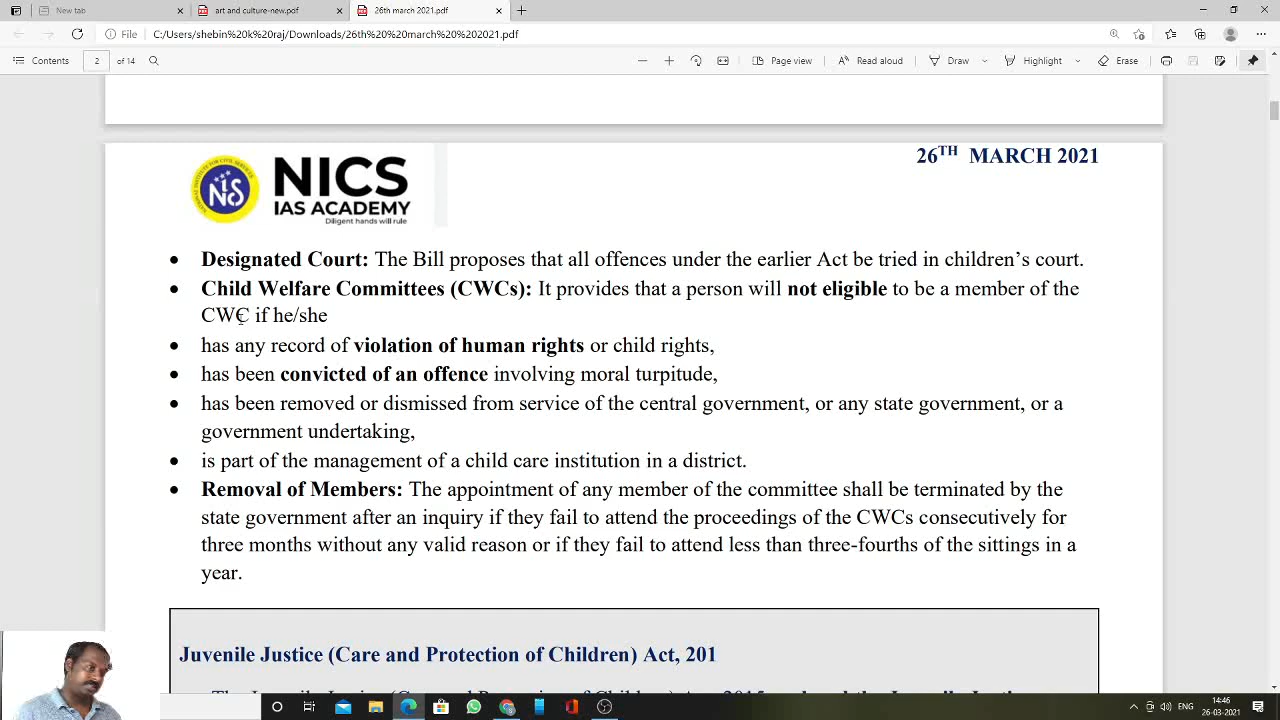 New tab
art and culture-new.pdf
26th march 2021.pdf
File
C:/Users/shebin%20k%20raj/Downloads/26th%20%20march%20%202021.pdf
Contents
2
of 14
Page view
Read aloud
Draw
Highlight
Erase
NICS
IAS ACADEMY
Diligent hands will rule
26TH MARCH 2021
• Designated Court: The Bill proposes that all offences under the earlier Act be tried in children's court.
• Child Welfare Committees (CWCs): It provides that a person will not eligible to be a member of the
CWC if he/she
• has any record of violation of human rights or child rights,
• has been convicted of an offence involving moral turpitude,
• has been removed or dismissed from service of the central government, or any state government, or a
government undertaking,
• is part of the management of a child care institution in a district.
• Removal of Members: The appointment of any member of the committee shall be terminated by the
state government after an inquiry if they fail to attend the proceedings of the CWCs consecutively for
three months without any valid reason or if they fail to attend less than three-fourths of the sittings in a
year.
Juvenile Justice (Care and Protection of Children) Act, 201
ENG
14:46
26-03-2021